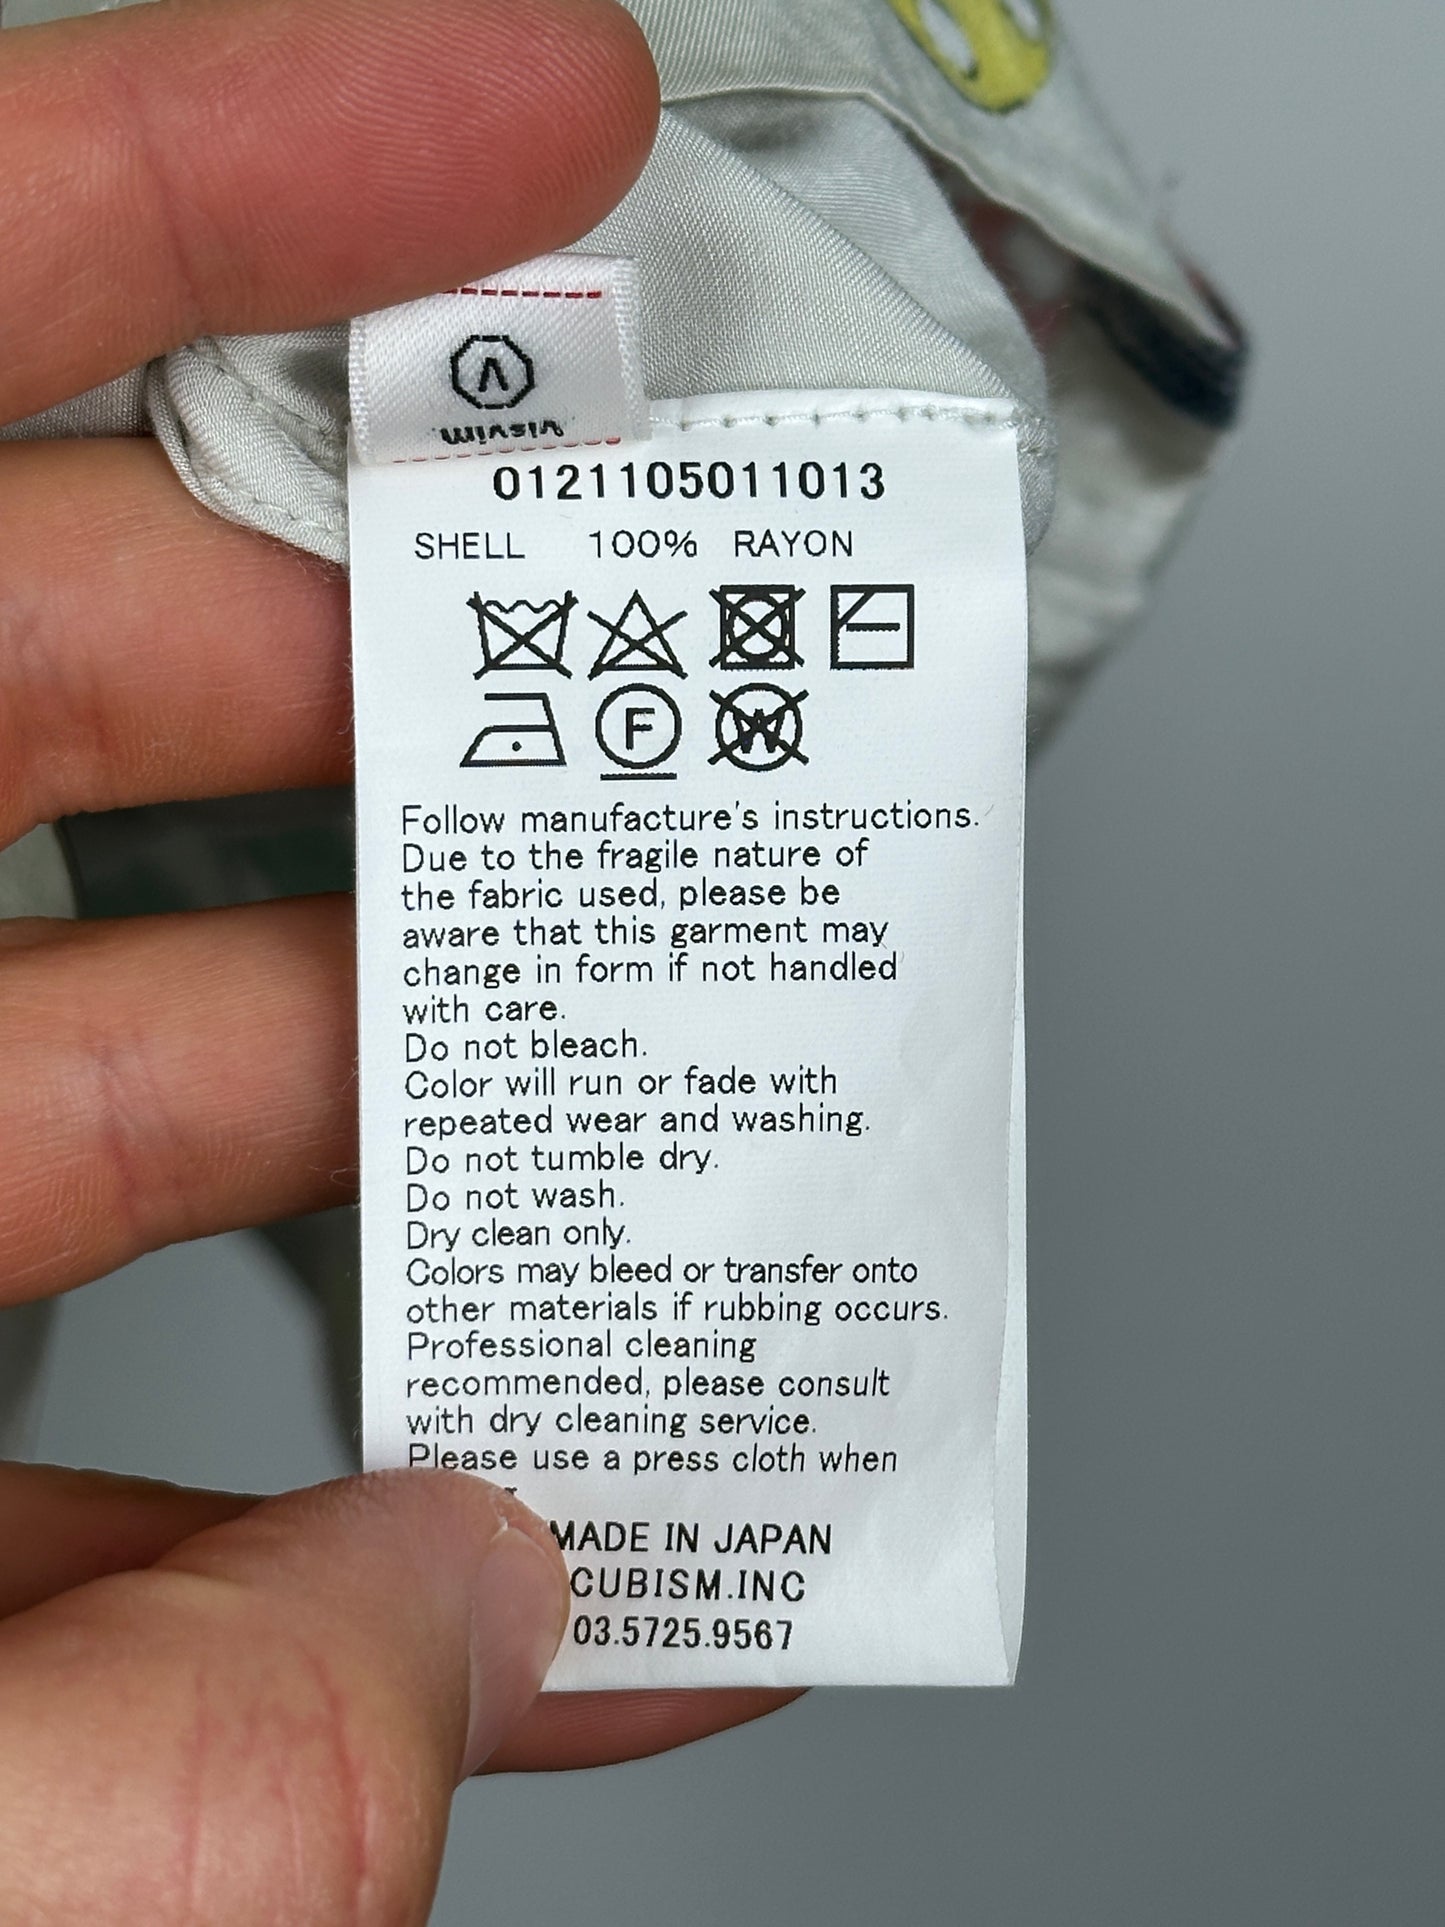 visvim.
0121105011013
SHELL 100% RAYON
F
W
Follow manufacture's instructions.
Due to the fragile nature of
the fabric used, please be
aware that this garment may
change in form if not handled
with care.
Do not bleach.
Color will run or fade with
repeated wear and washing.
Do not tumble dry.
Do not wash.
Dry clean only.
Colors may bleed or transfer onto
other materials if rubbing occurs.
Professional cleaning
recommended, please consult
with dry cleaning service.
Please use a press cloth when
MADE IN JAPAN
CUBISM.INC
03.5725.9567